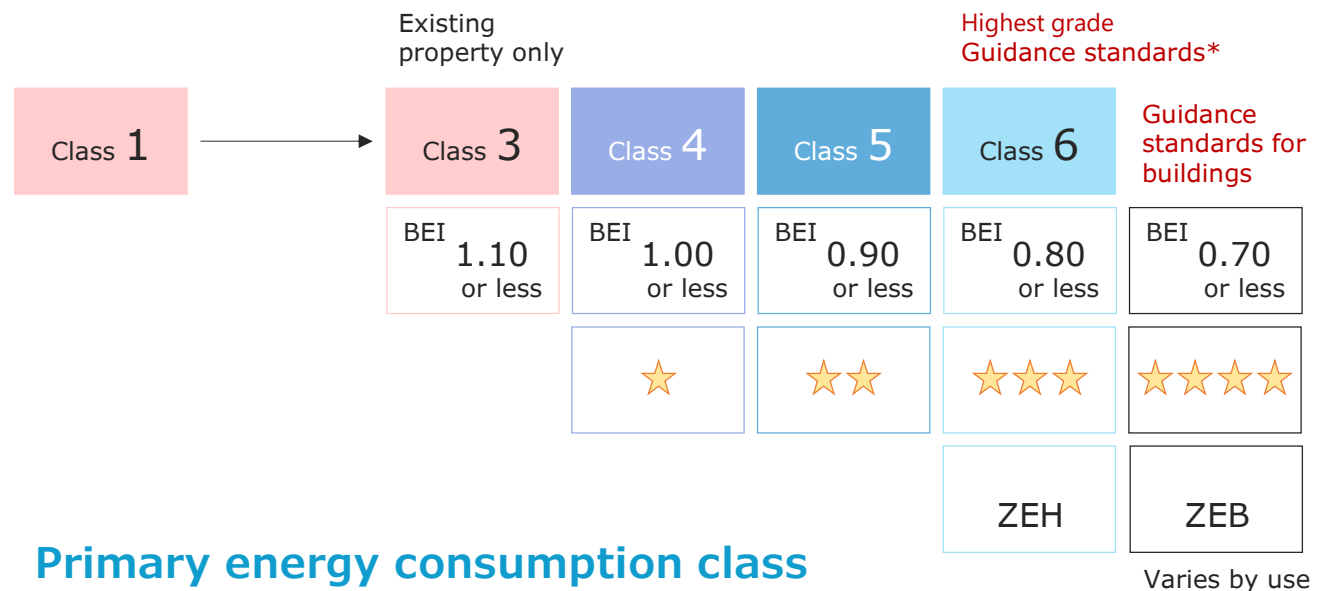 Existing
property only
Highest grade
Guidance standards*
Class 1
Class 3
Class 4
Class 5
Class 6
Guidance
standards for
buildings
BEI
1.10
or less
BEI
1.00
or less
BEI
0.90
or less
BEI
0.80
or less
BEI
0.70
or less
ZEH
ZEB
Primary energy consumption class
Varies by use